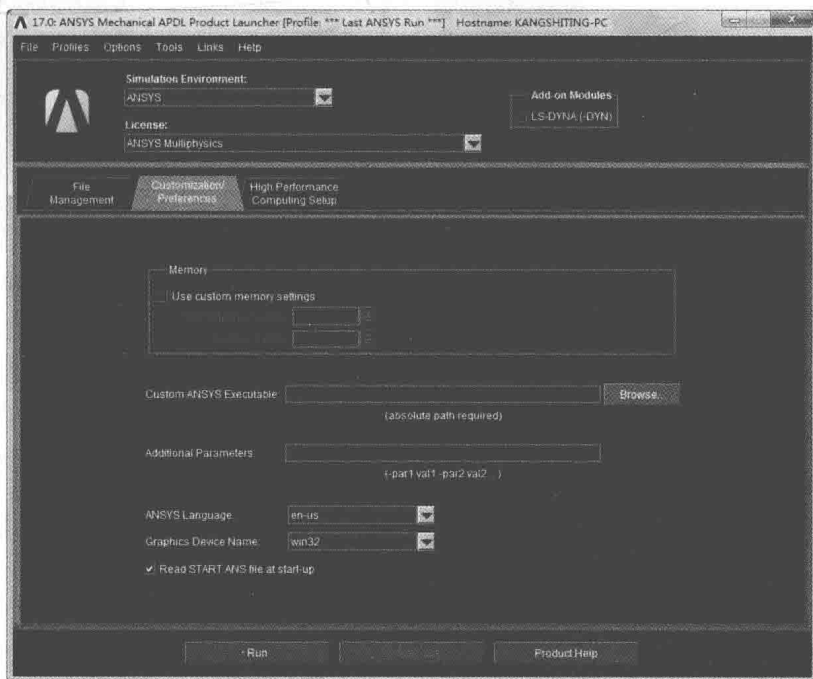 17.0: ANSYS Mechanical APDL Product Launcher [Profile: *** Last ANSYS Run ***] Hostname: KANGSHITING-PC
File Profiles Options Tools Links Help
Simulation Environment:
ANSYS
Add-on Modules
LS-DYNA (-DYN)
License:
ANSYS Multiphysics
File Management
Customization/ Preferences
High Performance Computing Setup
Memory
Use custom memory settings
Custom ANSYS Executable
Browse...
(absolute path required)
Additional Parameters
(-par1 val1 -par2 val2 ...)
ANSYS Language:
en-us
Graphics Device Name:
win32
Read START ANS file at start-up
Run
Product Help